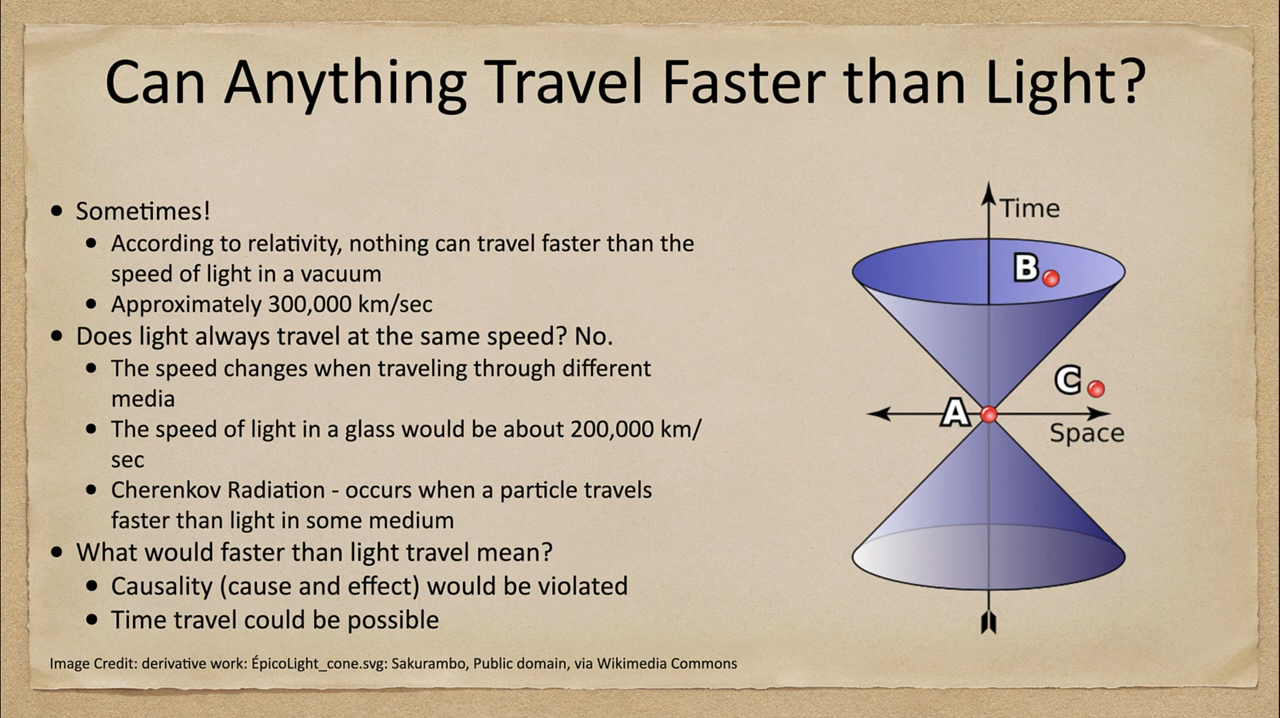 Can Anything Travel Faster than Light?
• Sometimes!
• According to relativity, nothing can travel faster than the
speed of light in a vacuum
• Approximately 300,000 km/sec
• Does light always travel at the same speed? No.
• The speed changes when traveling through different
media
• The speed of light in a glass would be about 200,000 km/
sec
• Cherenkov Radiation - occurs when a particle travels
faster than light in some medium
• What would faster than light travel mean?
• Causality (cause and effect) would be violated
• Time travel could be possible
Image Credit: derivative work: ÉpicoLight_cone.svg: Sakurambo, Public domain, via Wikimedia Commons
Time
B
C
A
Space